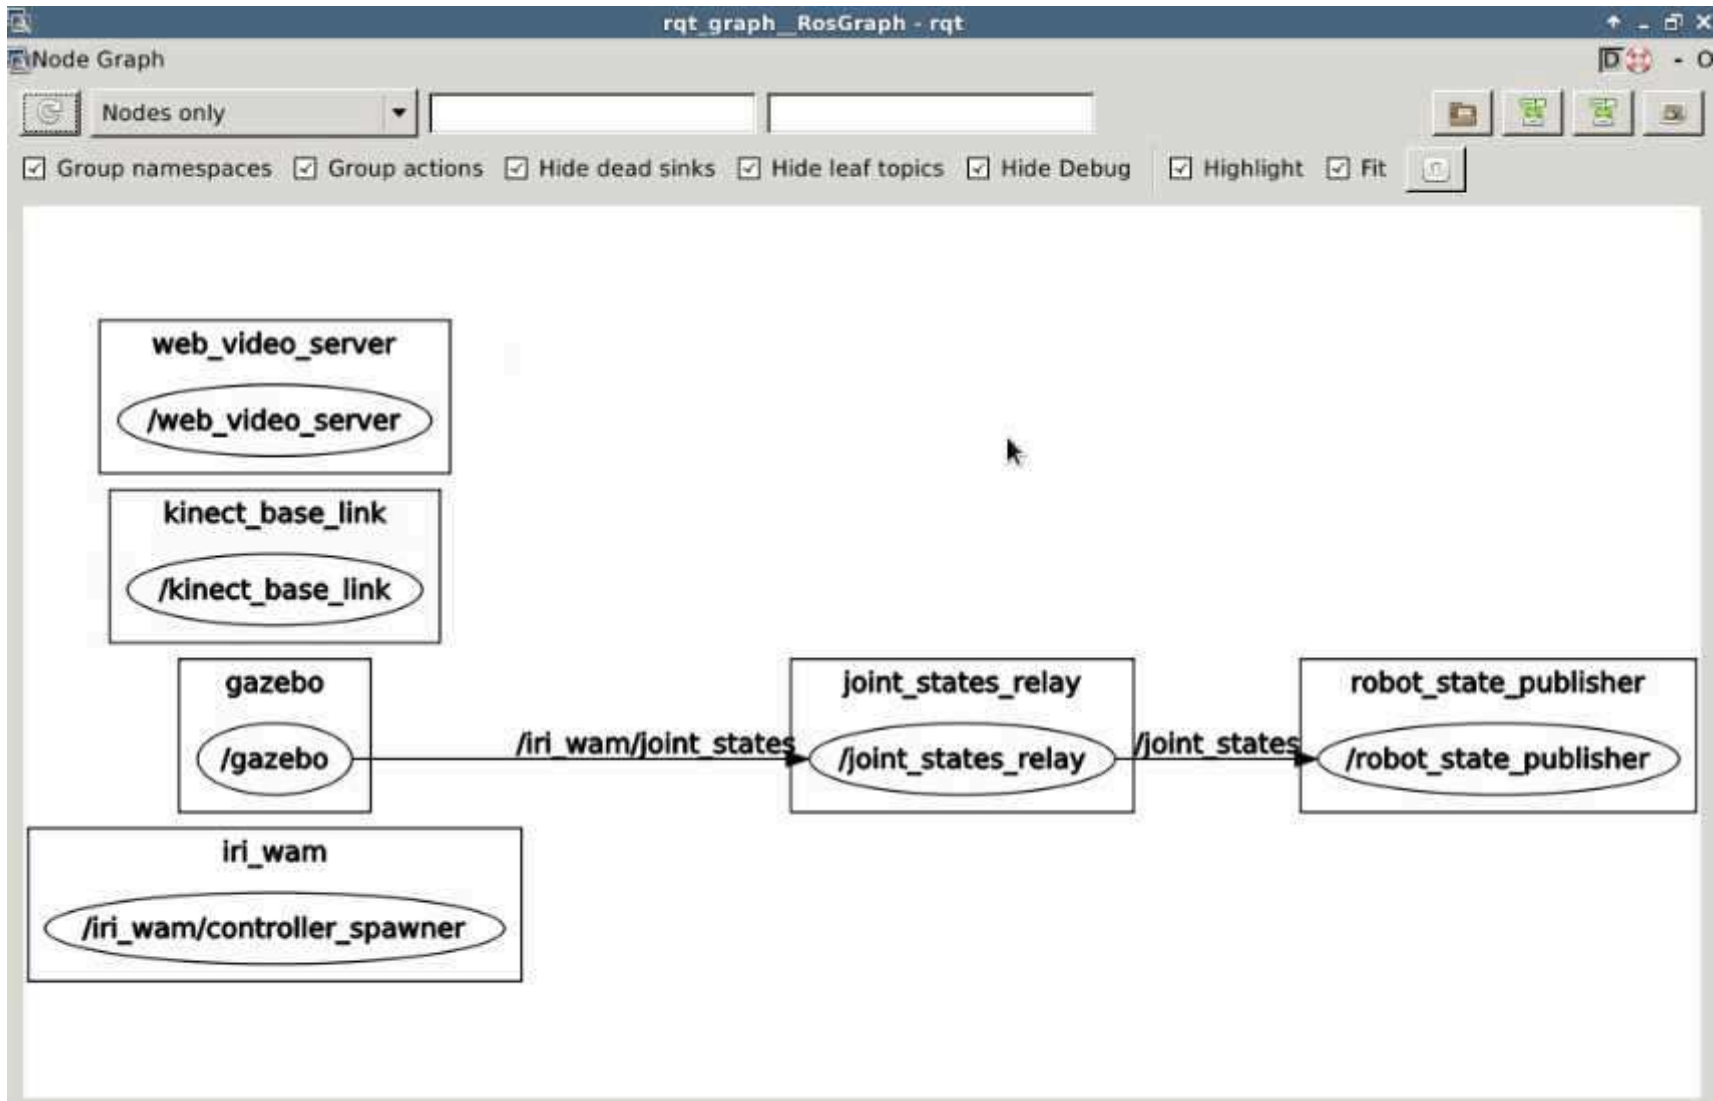 rqt_graph__RosGraph - rqt
Node Graph
D - O
Nodes only
Group namespaces Group actions Hide dead sinks Hide leaf topics Hide Debug Highlight Fit
web_video_server
/web_video_server
kinect_base_link
/kinect_base_link
gazebo joint_states_relay robot_state_publisher
/iri_wam/joint_states /joint_states
/gazebo /joint_states_relay /robot_state_publisher
iri_wam
/iri_wam/controller_spawner